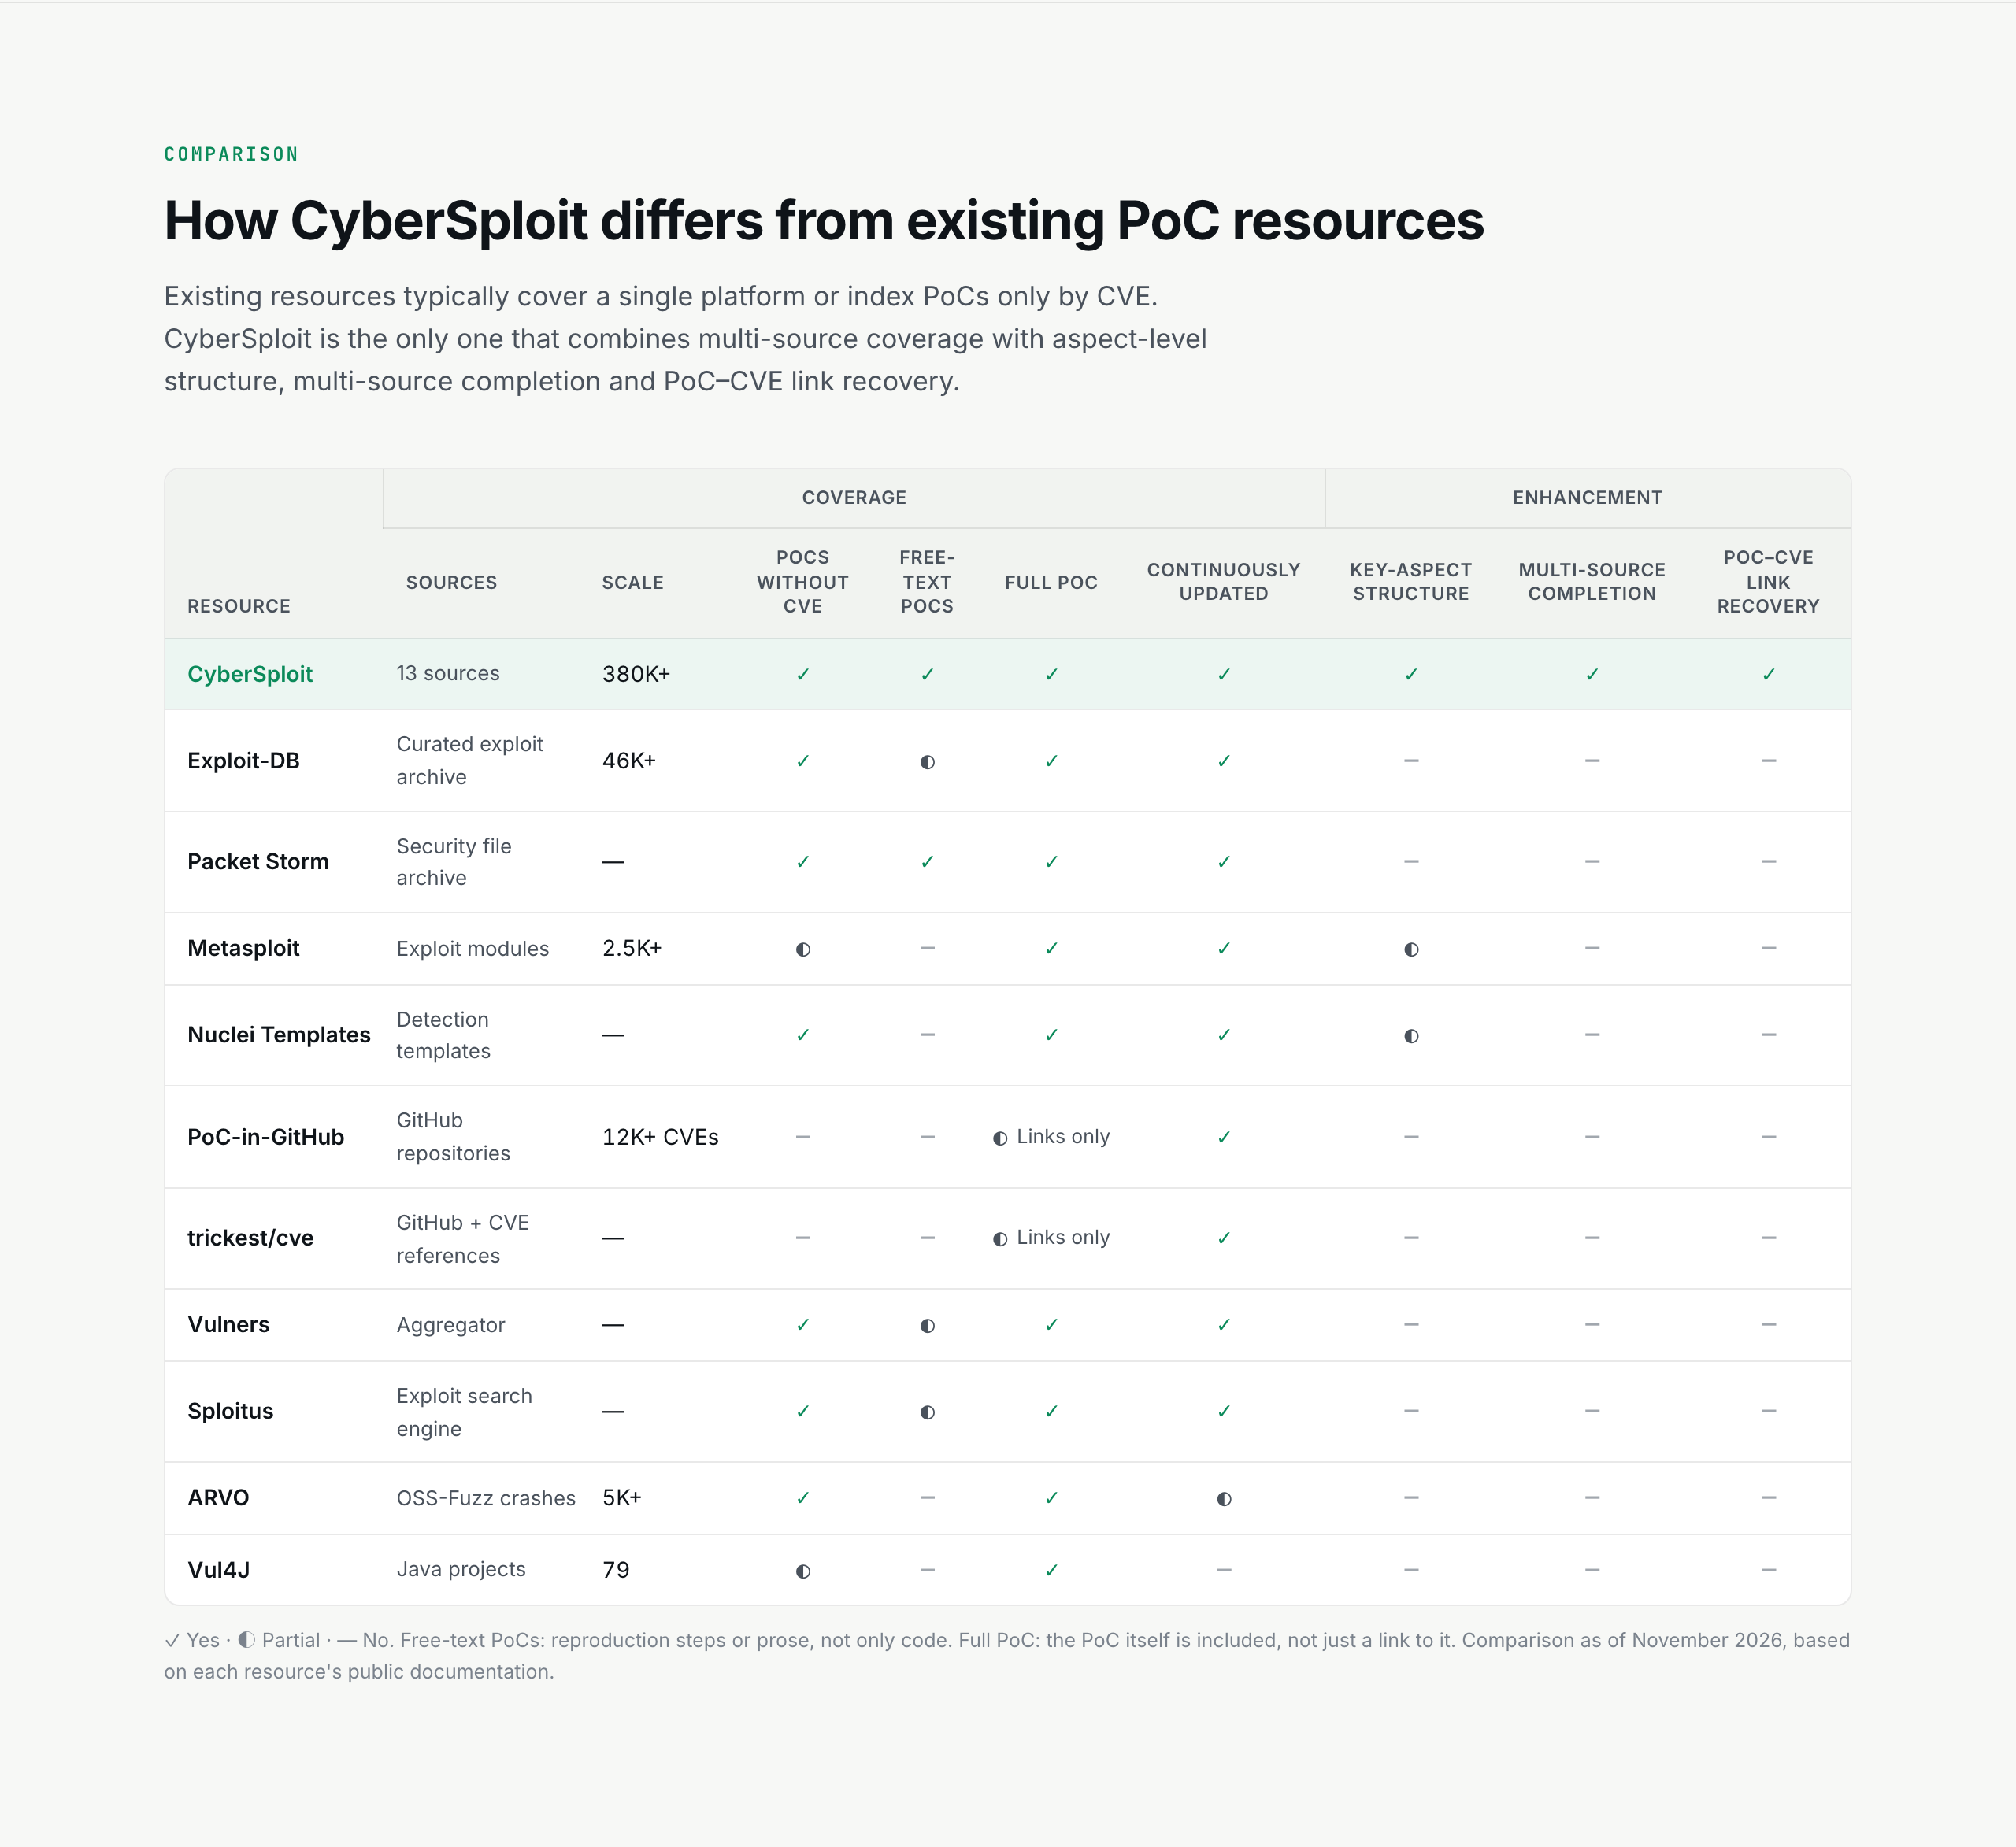 COMPARISON
How CyberSploit differs from existing PoC resources
Existing resources typically cover a single platform or index PoCs only by CVE.
CyberSploit is the only one that combines multi-source coverage with aspect-level
structure, multi-source completion and PoC–CVE link recovery.
COVERAGE ENHANCEMENT
RESOURCE SOURCES SCALE POCS WITHOUT CVE FREE-TEXT POCS FULL POC CONTINUOUSLY UPDATED KEY-ASPECT STRUCTURE MULTI-SOURCE COMPLETION POC–CVE LINK RECOVERY
CyberSploit 13 sources 380K+ ✓ ✓ ✓ ✓ ✓ ✓ ✓
Exploit-DB Curated exploit archive 46K+ ✓ ◐ ✓ ✓ — — —
Packet Storm Security file archive — ✓ ✓ ✓ ✓ — — —
Metasploit Exploit modules 2.5K+ ◐ — ✓ ✓ ◐ — —
Nuclei Templates Detection templates — ✓ — ✓ ✓ ◐ — —
PoC-in-GitHub GitHub repositories 12K+ CVEs — — ◐ Links only ✓ — — —
trickest/cve GitHub + CVE references — — — ◐ Links only ✓ — — —
Vulners Aggregator — ✓ ◐ ✓ ✓ — — —
Sploitus Exploit search engine — ✓ ◐ ✓ ✓ — — —
ARVO OSS-Fuzz crashes 5K+ ✓ — ✓ ◐ — — —
Vul4J Java projects 79 ◐ — ✓ — — — —
✓ Yes · ◐ Partial · — No. Free-text PoCs: reproduction steps or prose, not only code. Full PoC: the PoC itself is included, not just a link to it. Comparison as of November 2026, based
on each resource's public documentation.